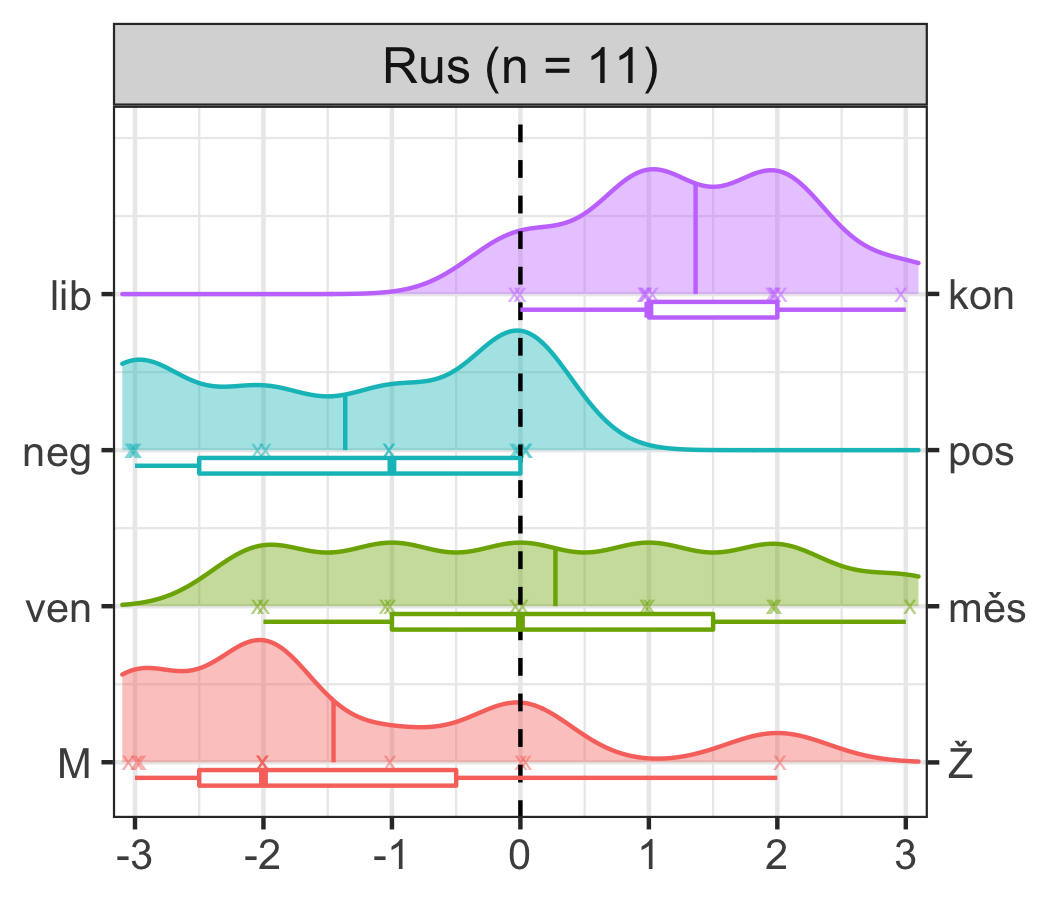 Rus (n = 11)
lib kon
neg pos
ven měs
M Ž
-3 -2 -1 0 1 2 3